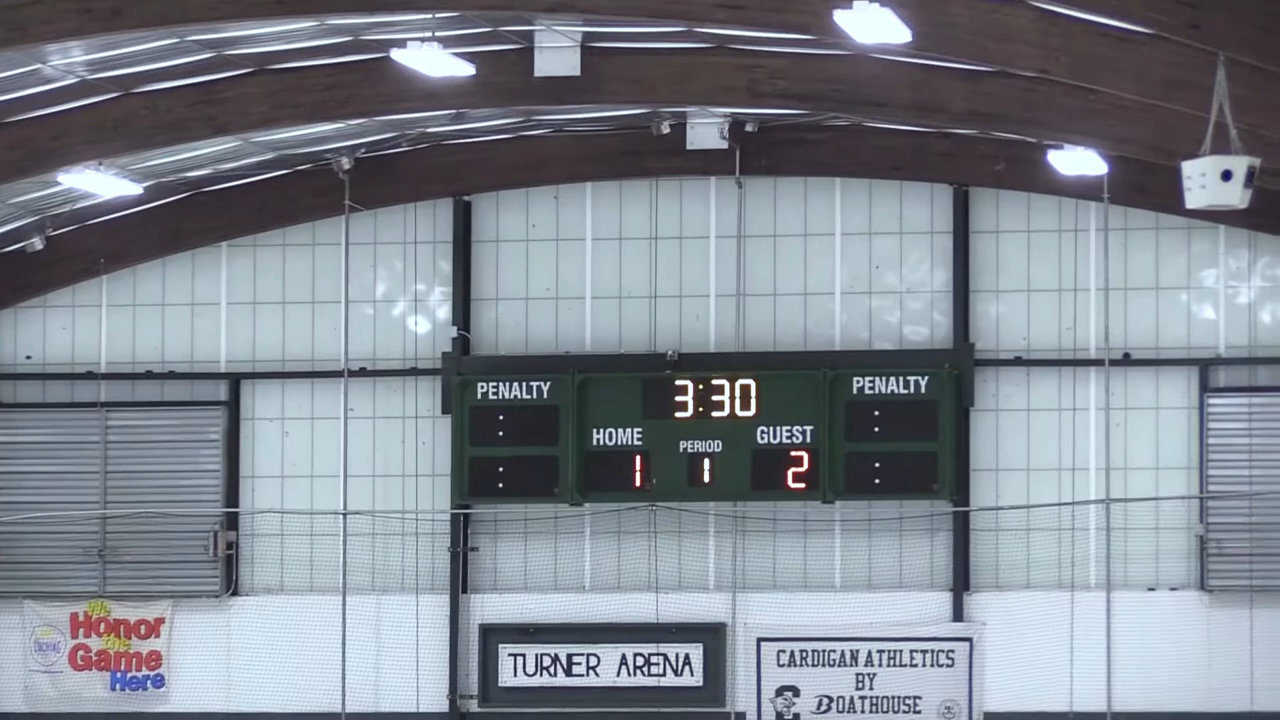 PENALTY
3:30
PENALTY
:
:
HOME
PERIOD
GUEST
1
1
2
:
:
We
Honor
the
Game
Here
TURNER ARENA
CARDIGAN ATHLETICS
BY
BOATHOUSE